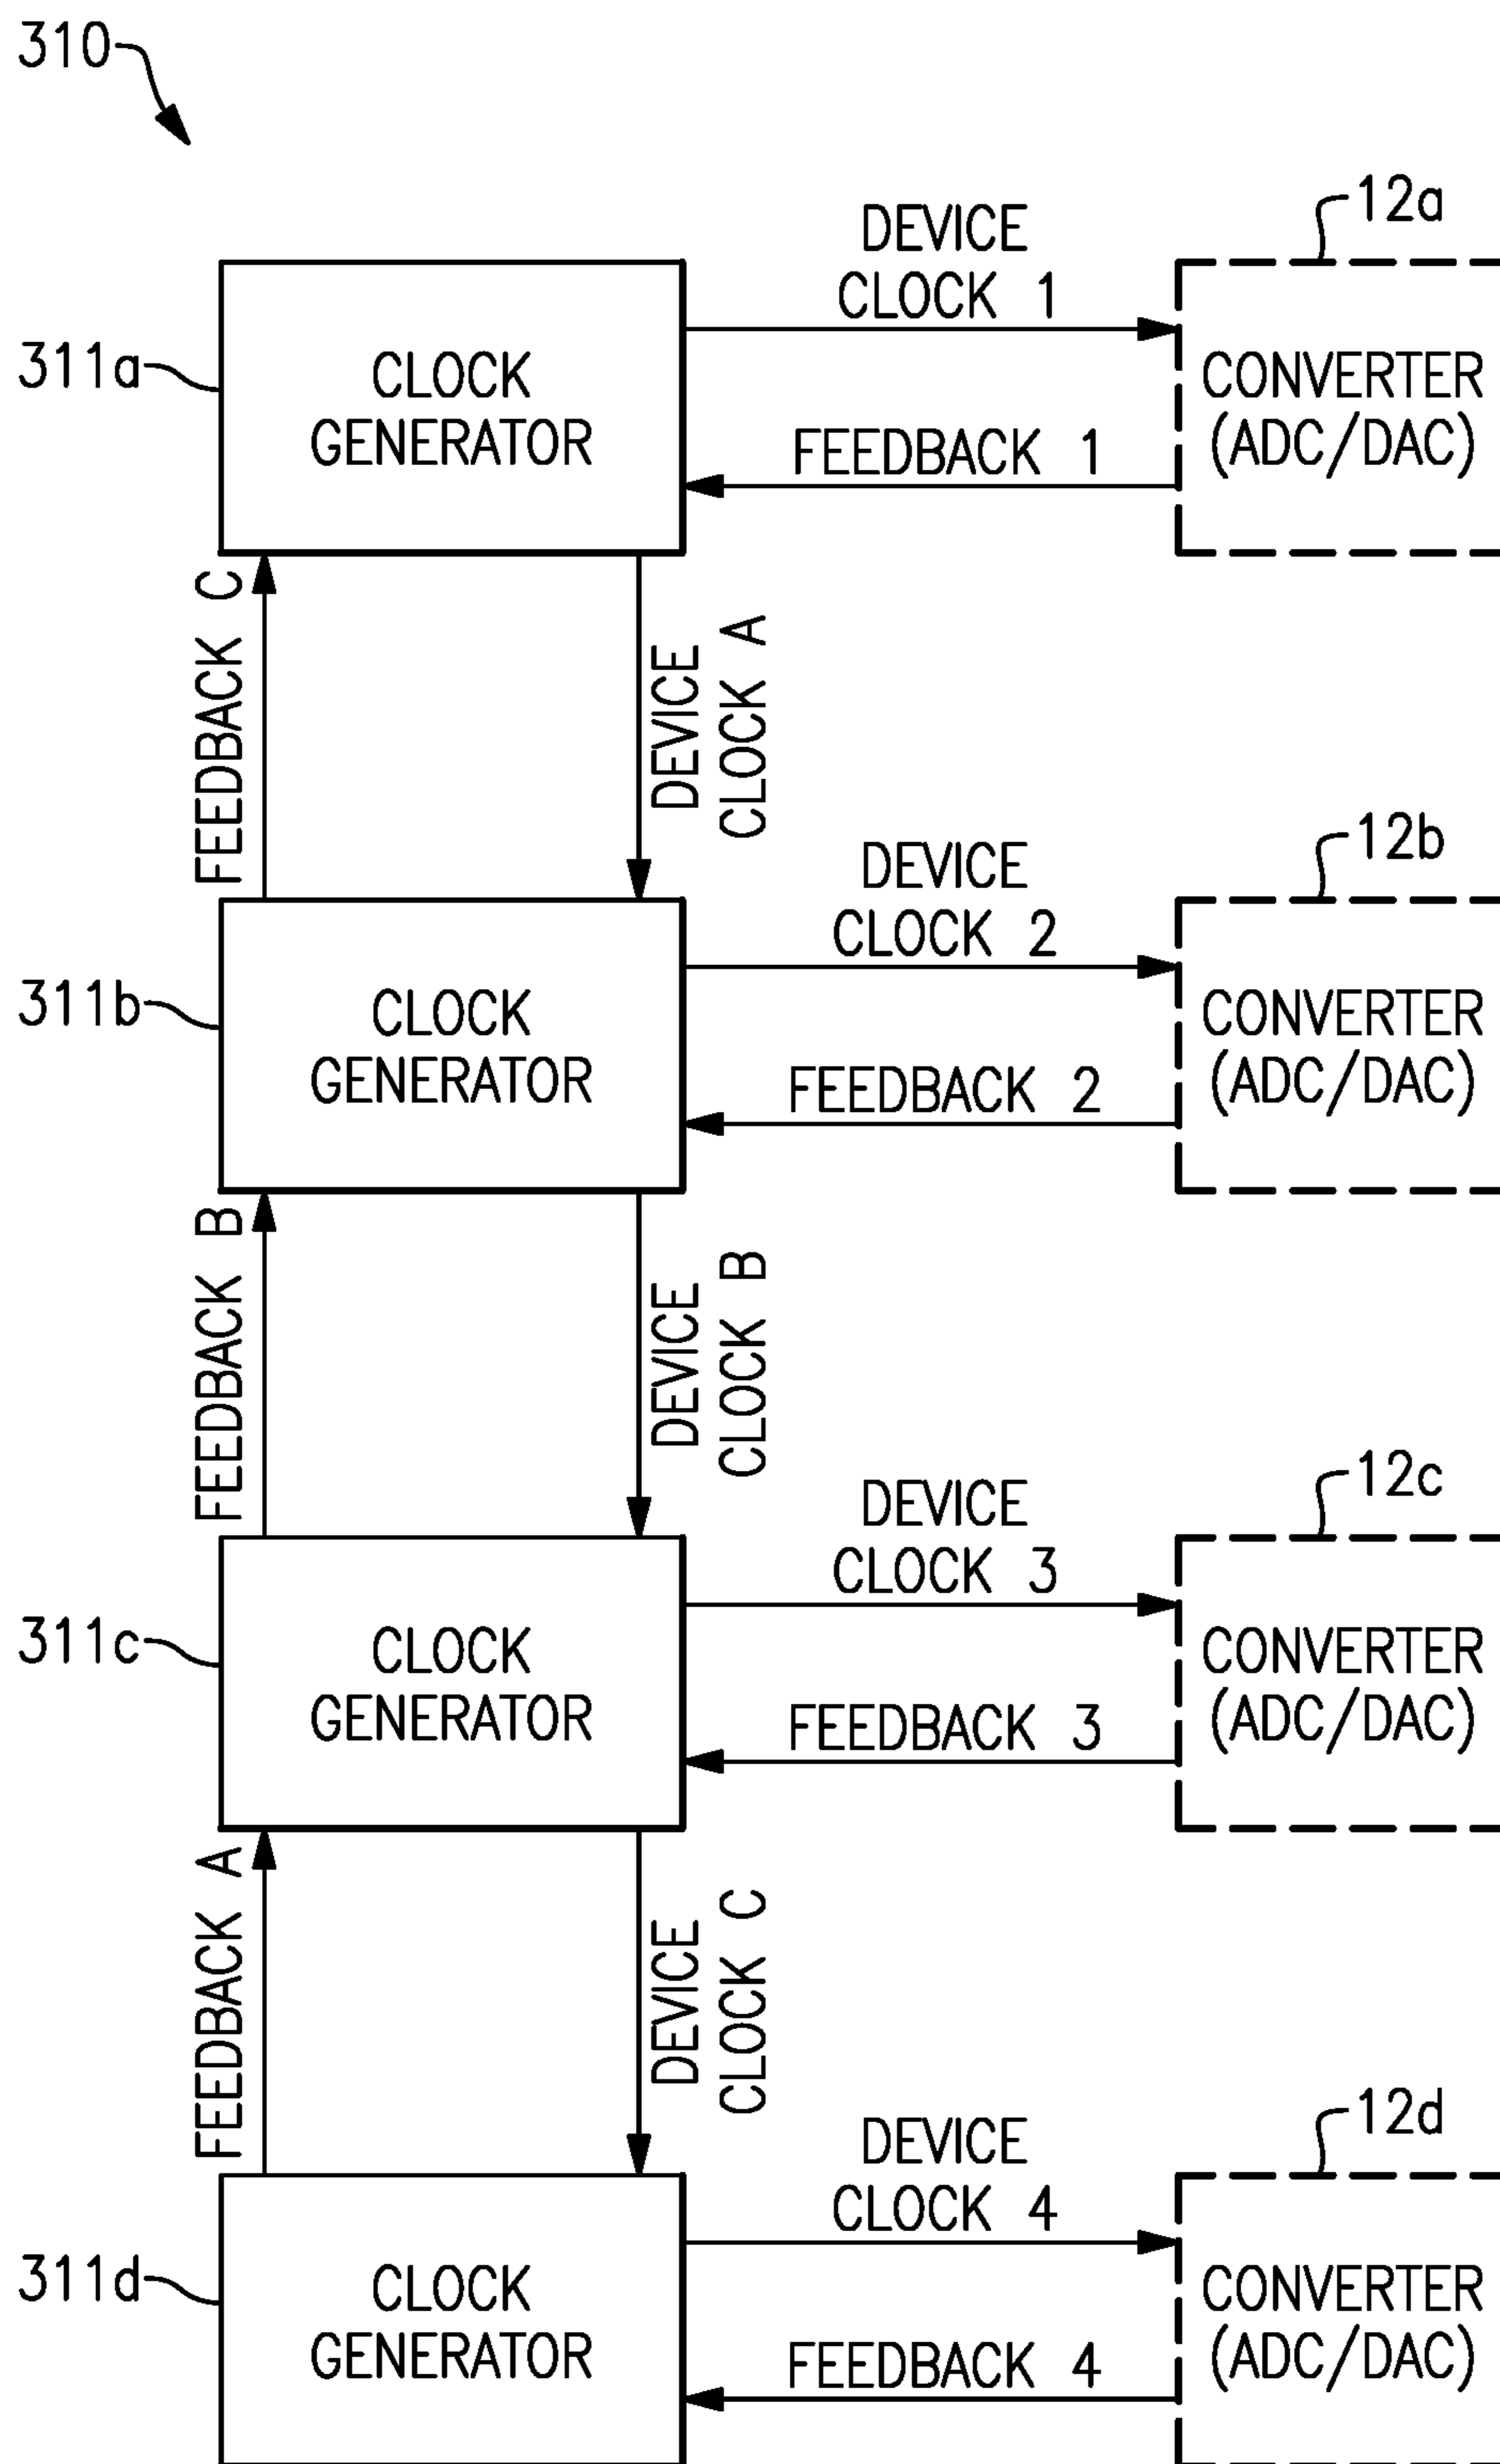 310
12a
DEVICE
CLOCK 1
311a
CLOCK
GENERATOR
CONVERTER
(ADC/DAC)
FEEDBACK 1
FEEDBACK C
DEVICE
CLOCK A
12b
DEVICE
CLOCK 2
311b
CLOCK
GENERATOR
CONVERTER
(ADC/DAC)
FEEDBACK 2
FEEDBACK B
DEVICE
CLOCK B
12c
DEVICE
CLOCK 3
311c
CLOCK
GENERATOR
CONVERTER
(ADC/DAC)
FEEDBACK 3
FEEDBACK A
DEVICE
CLOCK C
12d
DEVICE
CLOCK 4
311d
CLOCK
GENERATOR
CONVERTER
(ADC/DAC)
FEEDBACK 4